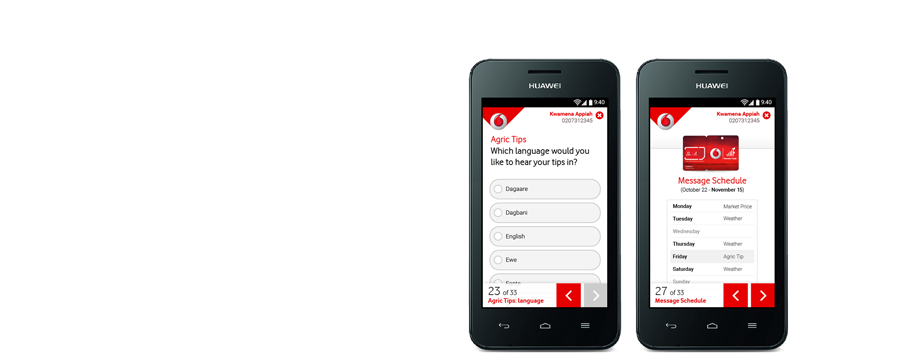 HUAWEI
9:40
Kwamena Appiah
0207312345
Agric Tips
Which language would you
like to hear your tips in?
Dagaare
Dagbani
English
Ewe
Fante
23 of 33
Agric Tips: language
HUAWEI
9:40
Kwamena Appiah
0207312345
Message Schedule
(October 22 - November 15)
Monday Market Price
Tuesday Weather
Wednesday
Thursday Weather
Friday Agric Tip
Saturday Weather
Sunday
27 of 33
Message Schedule